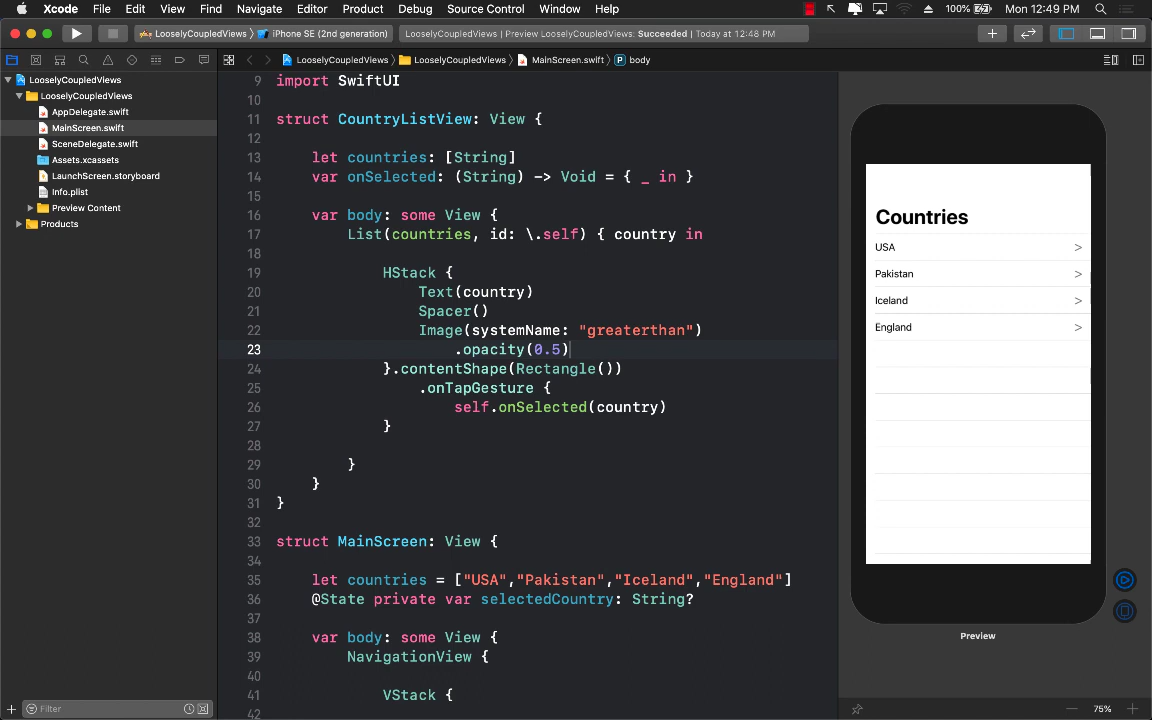 Xcode File Edit View Find Navigate Editor Product Debug Source Control Window Help 100% Mon 12:49 PM
LooselyCoupledViews iPhone SE (2nd generation) LooselyCoupledViews | Preview LooselyCoupledViews: Succeeded | Today at 12:48 PM
LooselyCoupledViews LooselyCoupledViews MainScreen.swift P body
LooselyCoupledViews
LooselyCoupledViews
AppDelegate.swift
MainScreen.swift
SceneDelegate.swift
Assets.xcassets
LaunchScreen.storyboard
Info.plist
Preview Content
Products
Filter
9 import SwiftUI
10
11 struct CountryListView: View {
12
13 let countries: [String]
14 var onSelected: (String) -> Void = { _ in }
15
16 var body: some View {
17 List(countries, id: \.self) { country in
18
19 HStack {
20 Text(country)
21 Spacer()
22 Image(systemName: "greaterthan")
23 .opacity(0.5)
24 }.contentShape(Rectangle())
25 .onTapGesture {
26 self.onSelected(country)
27 }
28
29 }
30 }
31 }
32
33 struct MainScreen: View {
34
35 let countries = ["USA","Pakistan","Iceland","England"]
36 @State private var selectedCountry: String?
37
38 var body: some View {
39 NavigationView {
40
41 VStack {
42
Countries
USA >
Pakistan >
Iceland >
England >
Preview
75%